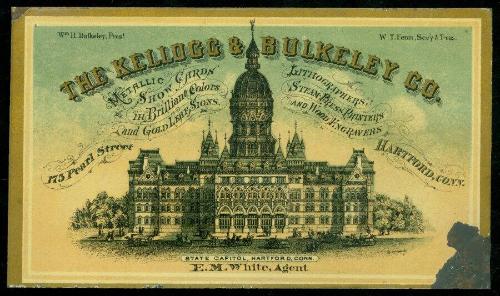 Wm H. Bulkeley, Prest.
W. T. Fenn, Secy & Treas.
THE KELLOGG & BULKELEY CO.
METALLIC
SHOW CARDS
IN Brilliant Colors
and GOLD LEAF SIGNS.
175 Pearl Street
LITHOGRAPHERS,
STEAM PRESS PRINTERS
AND WOOD ENGRAVERS
HARTFORD, CONN.
STATE CAPITOL, HARTFORD, CONN.
E. M. White, Agent